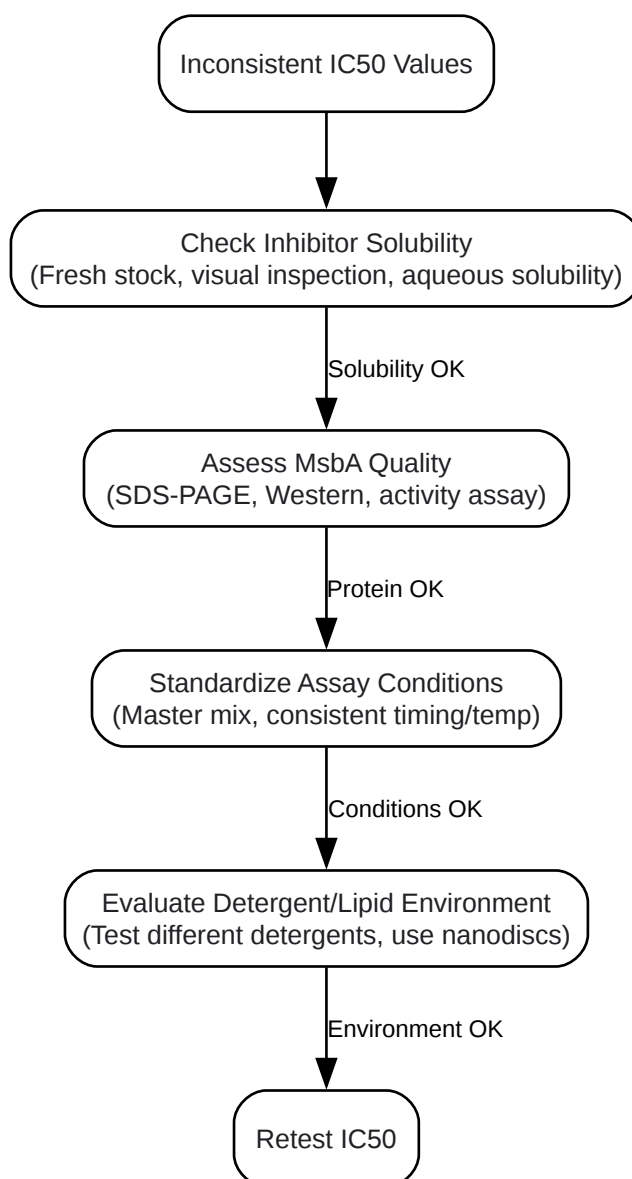 Inconsistent IC50 Values
Check Inhibitor Solubility
(Fresh stock, visual inspection, aqueous solubility)
Solubility OK
Assess MsbA Quality
(SDS-PAGE, Western, activity assay)
Protein OK
Standardize Assay Conditions
(Master mix, consistent timing/temp)
Conditions OK
Evaluate Detergent/Lipid Environment
(Test different detergents, use nanodiscs)
Environment OK
Retest IC50